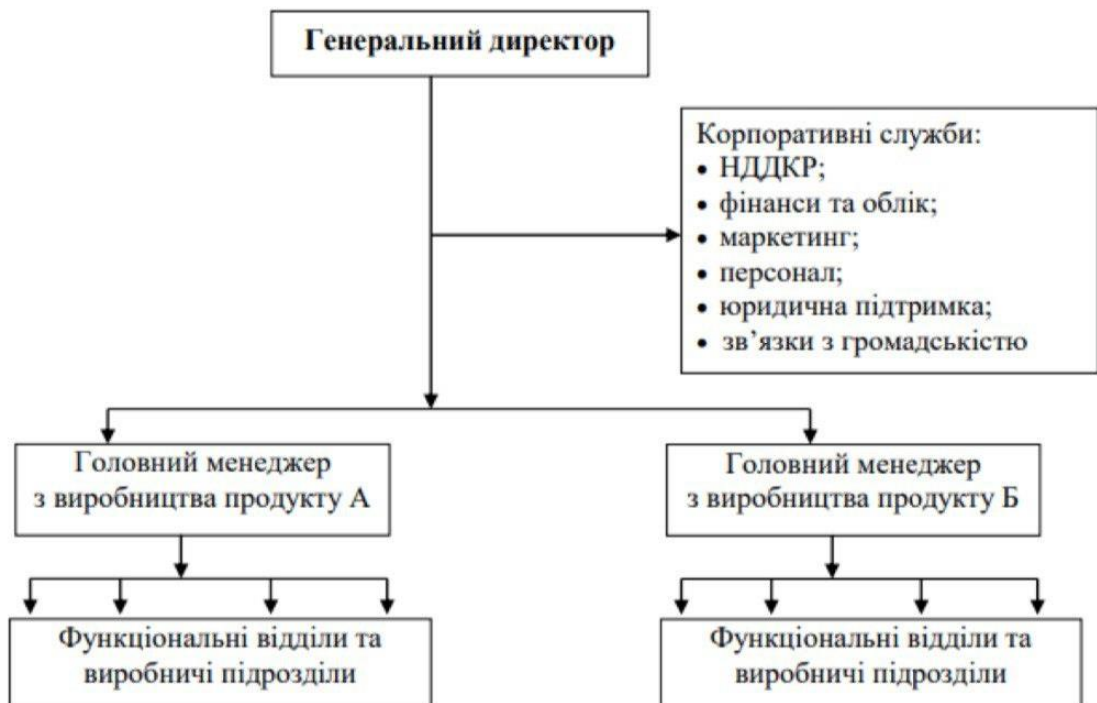 Генеральний директор
Корпоративні служби:
• НДДКР;
• фінанси та облік;
• маркетинг;
• персонал;
• юридична підтримка;
• зв’язки з громадськістю
Головний менеджер
з виробництва продукту А
Головний менеджер
з виробництва продукту Б
Функціональні відділи та
виробничі підрозділи
Функціональні відділи та
виробничі підрозділи